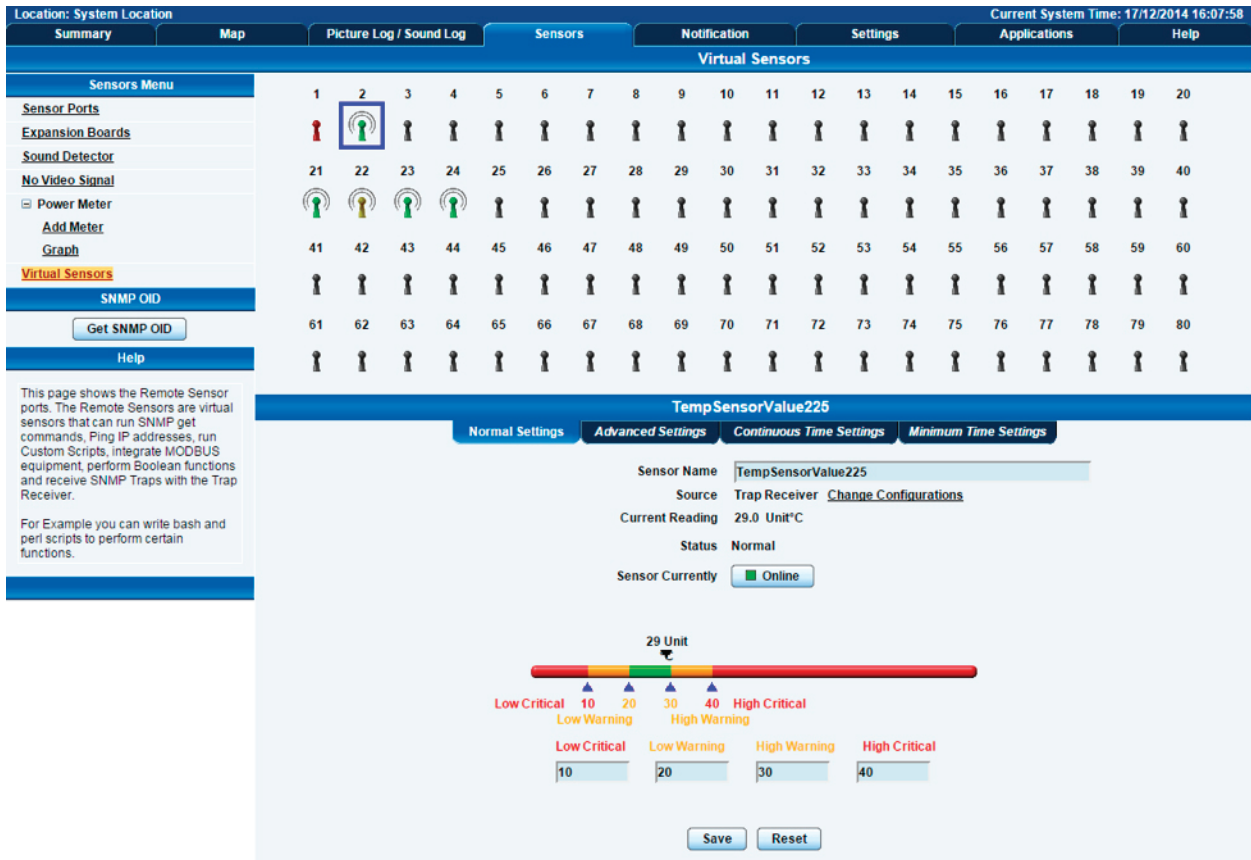 Location: System Location Current System Time: 17/12/2014 16:07:58
Summary Map Picture Log / Sound Log Sensors Notification Settings Applications Help
Virtual Sensors
Sensors Menu
Sensor Ports
Expansion Boards
Sound Detector
No Video Signal
Power Meter
Add Meter
Graph
Virtual Sensors
SNMP OID
Get SNMP OID
Help
This page shows the Remote Sensor
ports. The Remote Sensors are virtual
sensors that can run SNMP get
commands, Ping IP addresses, run
Custom Scripts, integrate MODBUS
equipment, perform Boolean functions
and receive SNMP Traps with the Trap
Receiver.
For Example you can write bash and
perl scripts to perform certain
functions.
1 2 3 4 5 6 7 8 9 10 11 12 13 14 15 16 17 18 19 20
21 22 23 24 25 26 27 28 29 30 31 32 33 34 35 36 37 38 39 40
41 42 43 44 45 46 47 48 49 50 51 52 53 54 55 56 57 58 59 60
61 62 63 64 65 66 67 68 69 70 71 72 73 74 75 76 77 78 79 80
TempSensorValue225
Normal Settings Advanced Settings Continuous Time Settings Minimum Time Settings
Sensor Name TempSensorValue225
Source Trap Receiver Change Configurations
Current Reading 29.0 Unit°C
Status Normal
Sensor Currently Online
29 Unit
Low Critical 10 20 30 40 High Critical
Low Warning High Warning
Low Critical Low Warning High Warning High Critical
10 20 30 40
Save Reset